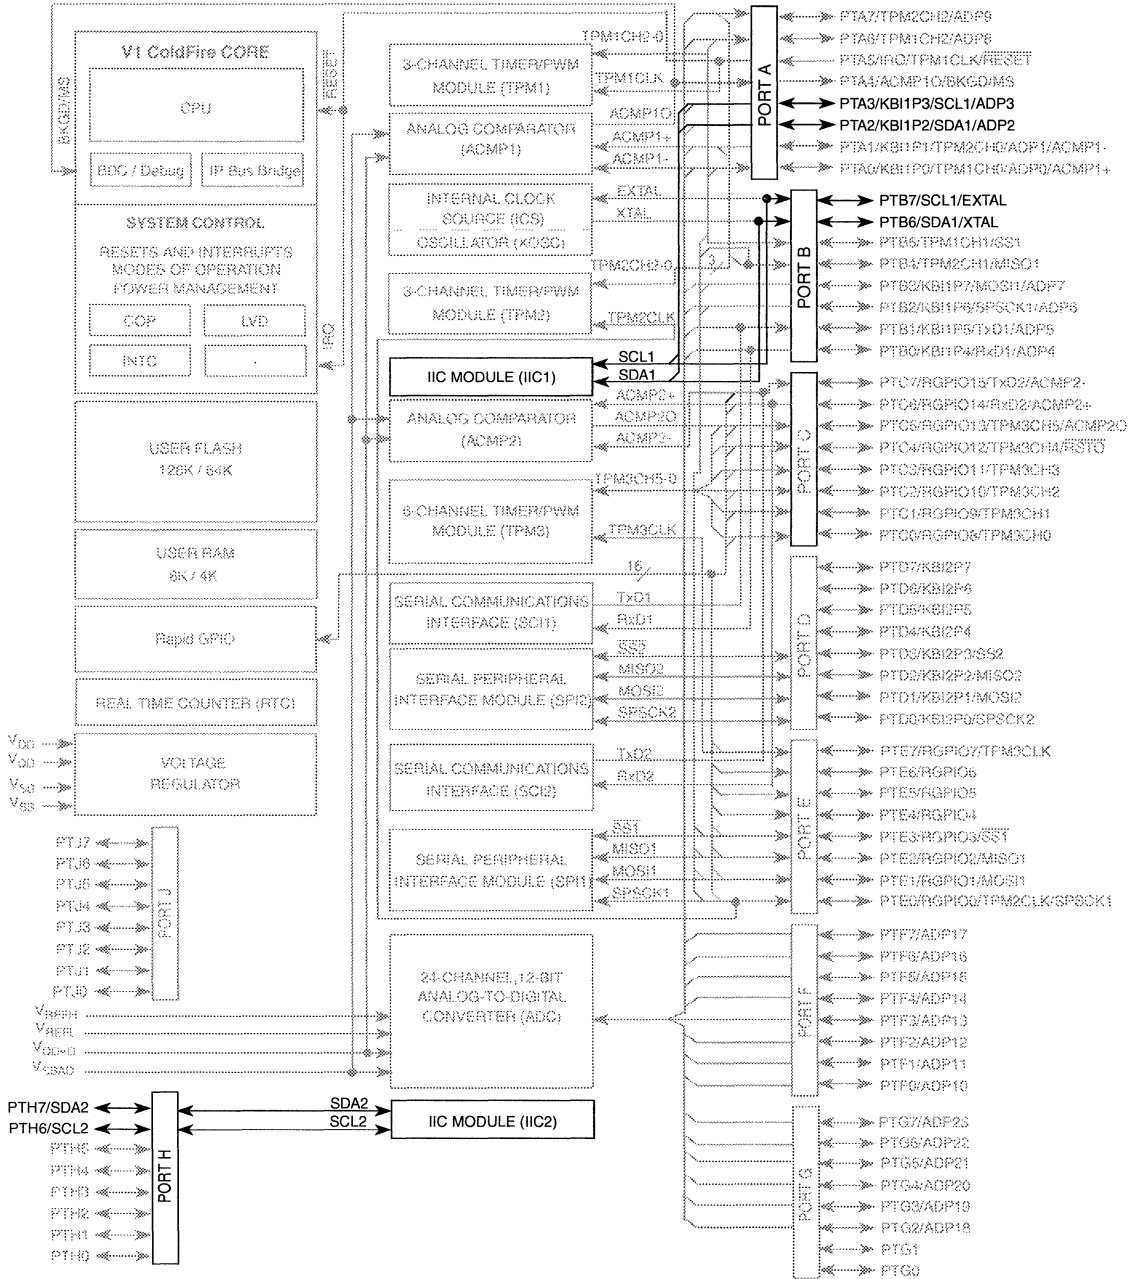 V1 ColdFire CORE
CPU
BDC / Debug
IP Bus Bridge
SYSTEM CONTROL
RESETS AND INTERRUPTS
MODES OF OPERATION
POWER MANAGEMENT
COP
LVD
INTC
-
BKGD/MS
RESET
IRQ
USER FLASH
128K / 64K
USER RAM
8K / 4K
Rapid GPIO
REAL TIME COUNTER (RTC)
VDD
VDD
VSS
VSS
VOLTAGE
REGULATOR
PTJ7
PTJ6
PTJ5
PTJ4
PTJ3
PTJ2
PTJ1
PTJ0
PORT J
VREFH
VREFL
VDDAD
VSSAD
PTH7/SDA2
PTH6/SCL2
PTH5
PTH4
PTH3
PTH2
PTH1
PTH0
PORT H
3-CHANNEL TIMER/PWM
MODULE (TPM1)
TPM1CH2-0
TPM1CLK
ANALOG COMPARATOR
(ACMP1)
ACMP1O
ACMP1+
ACMP1-
INTERNAL CLOCK
SOURCE (ICS)
OSCILLATOR (XOSC)
EXTAL
XTAL
3-CHANNEL TIMER/PWM
MODULE (TPM2)
TPM2CH2-0
3
TPM2CLK
IIC MODULE (IIC1)
SCL1
SDA1
ANALOG COMPARATOR
(ACMP2)
ACMP2+
ACMP2O
ACMP2-
6-CHANNEL TIMER/PWM
MODULE (TPM3)
TPM3CH5-0
TPM3CLK
16
SERIAL COMMUNICATIONS
INTERFACE (SCI1)
TxD1
RxD1
SERIAL PERIPHERAL
INTERFACE MODULE (SPI2)
SS2
MISO2
MOSI2
SPSCK2
SERIAL COMMUNICATIONS
INTERFACE (SCI2)
TxD2
RxD2
SERIAL PERIPHERAL
INTERFACE MODULE (SPI1)
SS1
MISO1
MOSI1
SPSCK1
24-CHANNEL,12-BIT
ANALOG-TO-DIGITAL
CONVERTER (ADC)
SDA2
SCL2
IIC MODULE (IIC2)
PORT A
PTA7/TPM2CH2/ADP9
PTA6/TPM1CH2/ADP8
PTA5/IRQ/TPM1CLK/RESET
PTA4/ACMP1O/BKGD/MS
PTA3/KBI1P3/SCL1/ADP3
PTA2/KBI1P2/SDA1/ADP2
PTA1/KBI1P1/TPM2CH0/ADP1/ACMP1-
PTA0/KBI1P0/TPM1CH0/ADP0/ACMP1+
PORT B
PTB7/SCL1/EXTAL
PTB6/SDA1/XTAL
PTB5/TPM1CH1/SS1
PTB4/TPM2CH1/MISO1
PTB3/KBI1P7/MOSI1/ADP7
PTB2/KBI1P6/SPSCK1/ADP6
PTB1/KBI1P5/TxD1/ADP5
PTB0/KBI1P4/RxD1/ADP4
PORT C
PTC7/RGPIO15/TxD2/ACMP2-
PTC6/RGPIO14/RxD2/ACMP2+
PTC5/RGPIO13/TPM3CH5/ACMP2O
PTC4/RGPIO12/TPM3CH4/RSTO
PTC3/RGPIO11/TPM3CH3
PTC2/RGPIO10/TPM3CH2
PTC1/RGPIO9/TPM3CH1
PTC0/RGPIO8/TPM3CH0
PORT D
PTD7/KBI2P7
PTD6/KBI2P6
PTD5/KBI2P5
PTD4/KBI2P4
PTD3/KBI2P3/SS2
PTD2/KBI2P2/MISO2
PTD1/KBI2P1/MOSI2
PTD0/KBI2P0/SPSCK2
PORT E
PTE7/RGPIO7/TPM3CLK
PTE6/RGPIO6
PTE5/RGPIO5
PTE4/RGPIO4
PTE3/RGPIO3/SS1
PTE2/RGPIO2/MISO1
PTE1/RGPIO1/MOSI1
PTE0/RGPIO0/TPM2CLK/SPSCK1
PORT F
PTF7/ADP17
PTF6/ADP16
PTF5/ADP15
PTF4/ADP14
PTF3/ADP13
PTF2/ADP12
PTF1/ADP11
PTF0/ADP10
PORT G
PTG7/ADP23
PTG6/ADP22
PTG5/ADP21
PTG4/ADP20
PTG3/ADP19
PTG2/ADP18
PTG1
PTG0